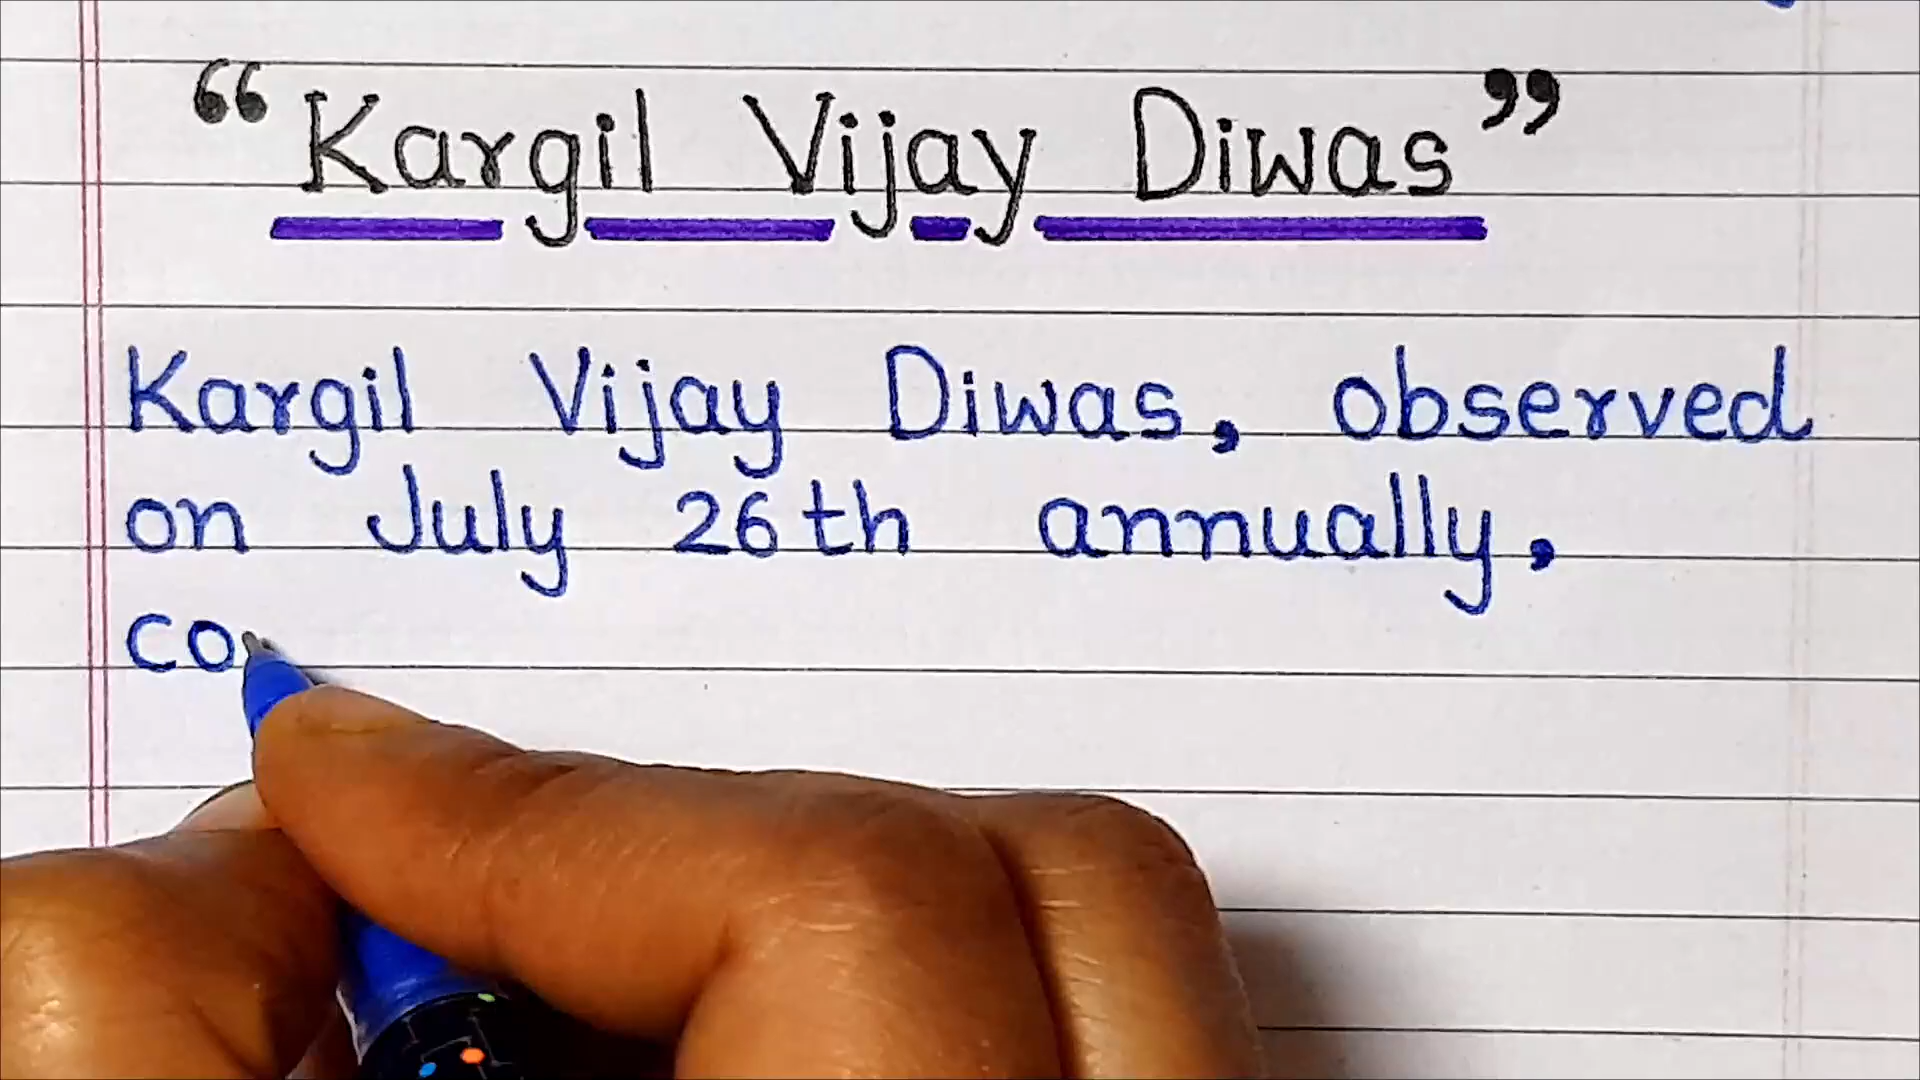 “Kargil Vijay Diwas”
Kargil Vijay Diwas, observed
on July 26th annually,
co